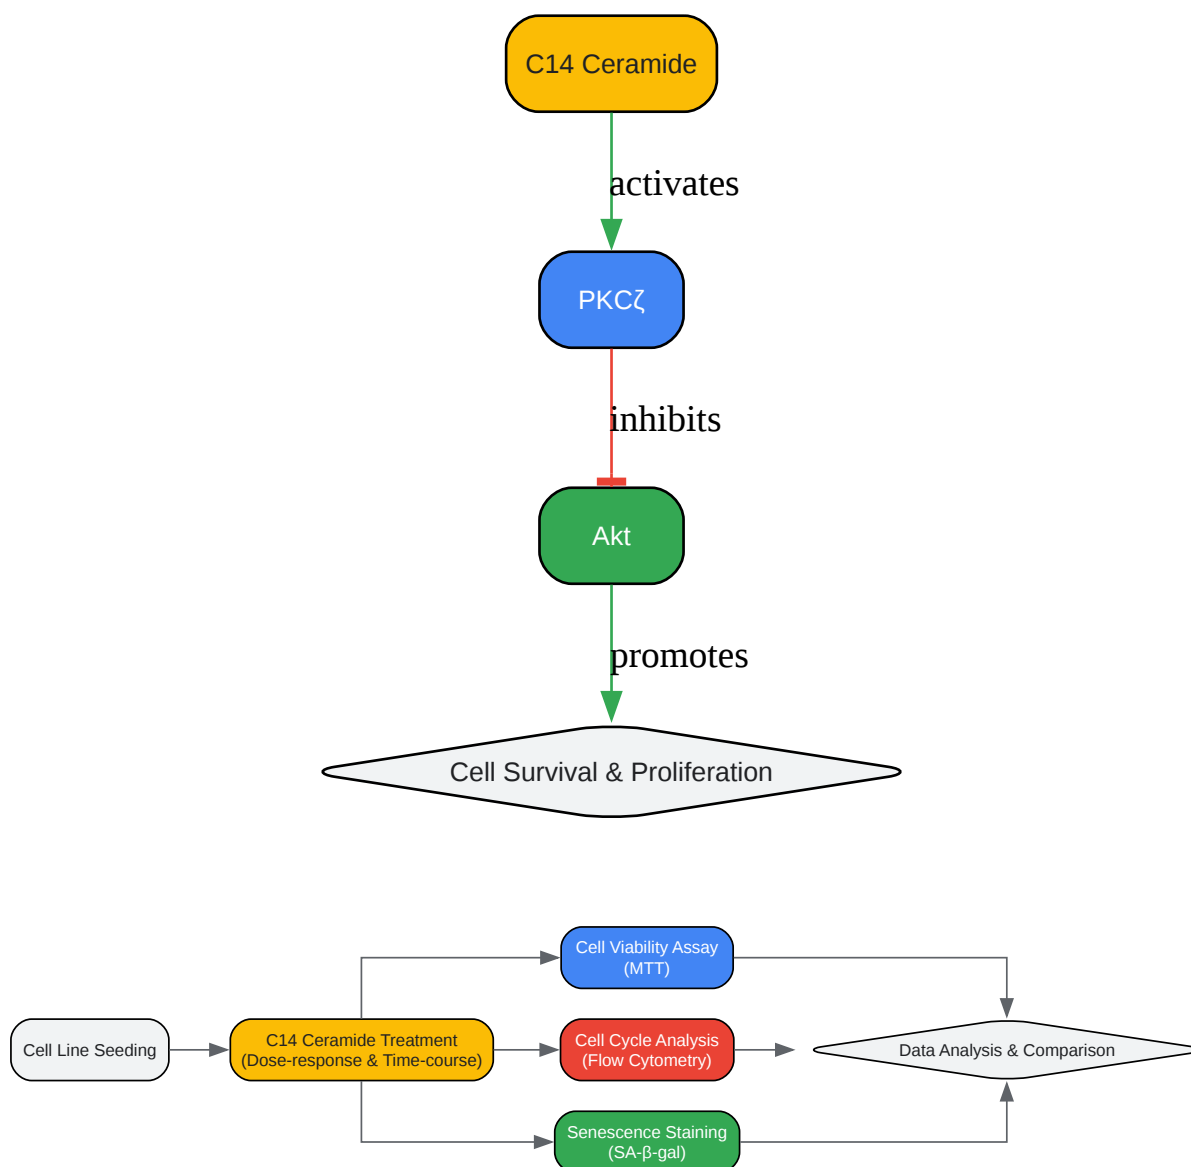 C14 Ceramide
activates
PKCζ
inhibits
Akt
promotes
Cell Survival & Proliferation
Cell Line Seeding
C14 Ceramide Treatment
(Dose-response & Time-course)
Cell Viability Assay
(MTT)
Cell Cycle Analysis
(Flow Cytometry)
Senescence Staining
(SA-β-gal)
Data Analysis & Comparison